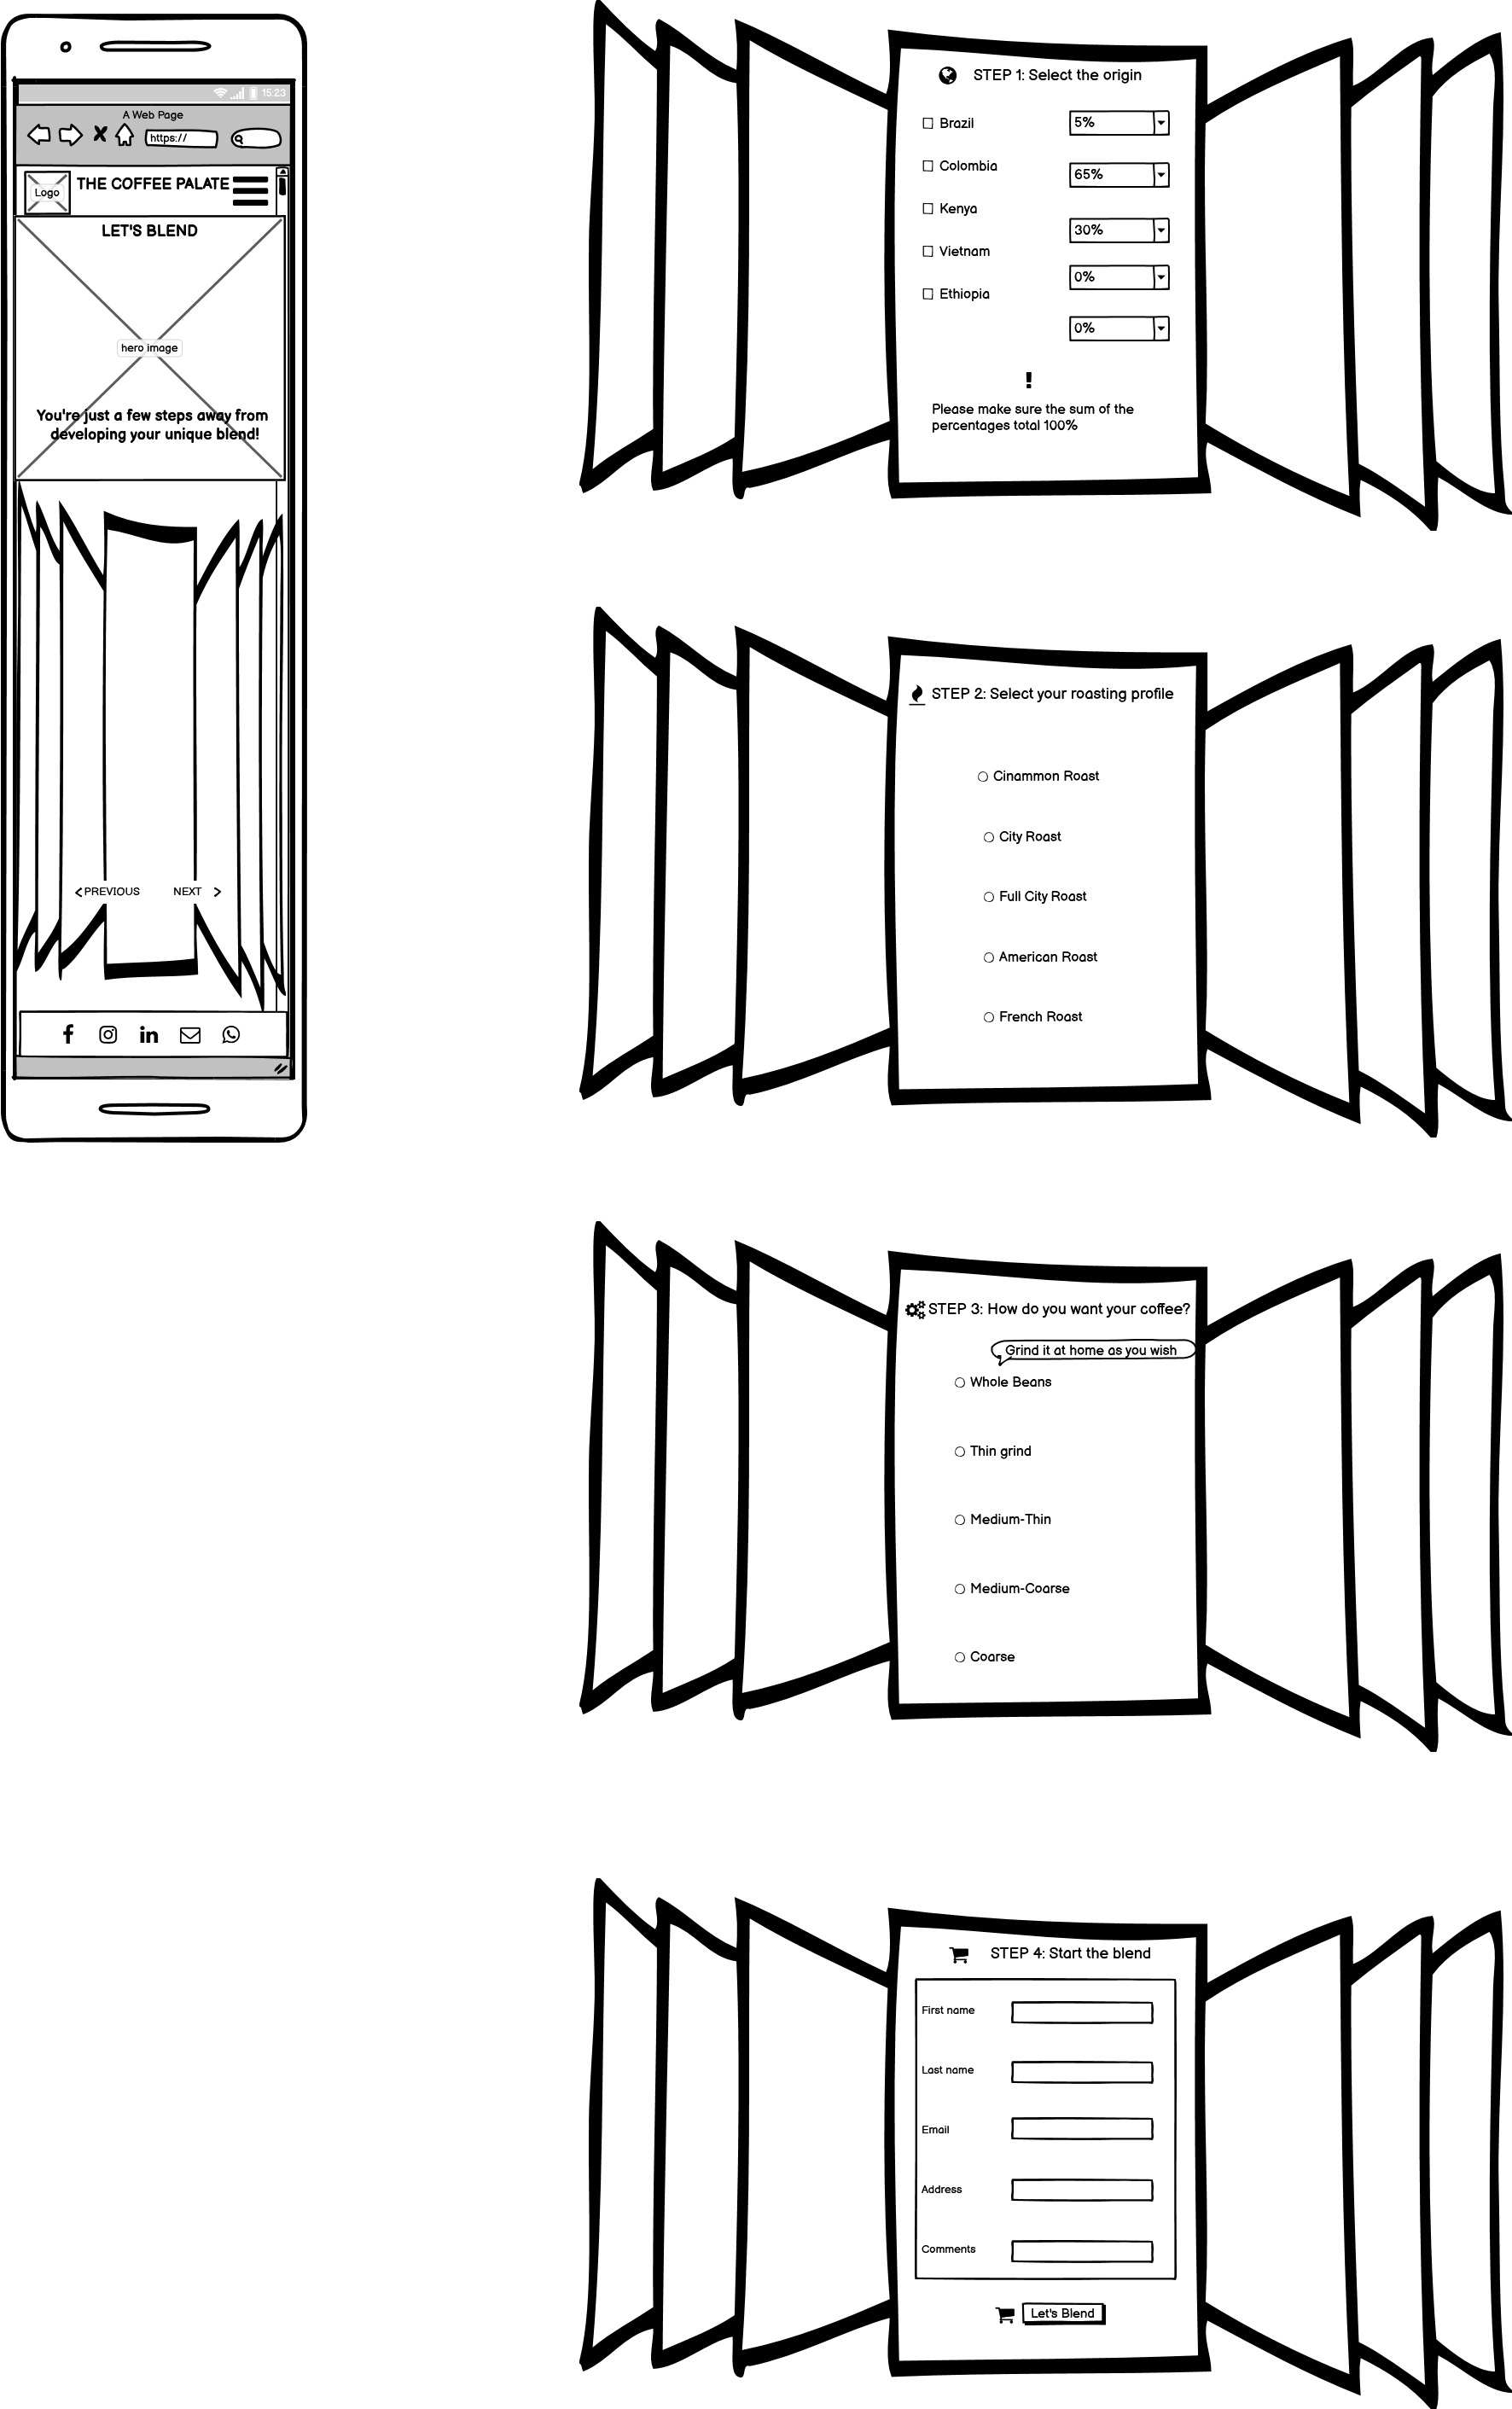 15:23
A Web Page
https://
Logo
THE COFFEE PALATE
LET'S BLEND
hero image
You're just a few steps away from
developing your unique blend!
PREVIOUS
NEXT
STEP 1: Select the origin
Brazil
5%
Colombia
65%
Kenya
30%
Vietnam
0%
Ethiopia
0%
!
Please make sure the sum of the
percentages total 100%
STEP 2: Select your roasting profile
Cinammon Roast
City Roast
Full City Roast
American Roast
French Roast
STEP 3: How do you want your coffee?
Grind it at home as you wish
Whole Beans
Thin grind
Medium-Thin
Medium-Coarse
Coarse
STEP 4: Start the blend
First name
Last name
Email
Address
Comments
Let's Blend